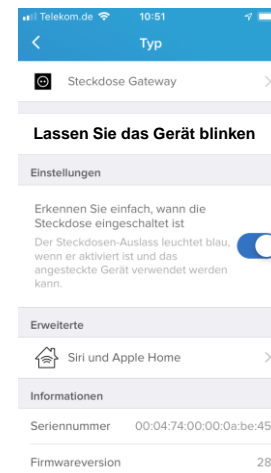 Telekom.de 10:51
Typ
Steckdose Gateway
Lassen Sie das Gerät blinken
Einstellungen
Erkennen Sie einfach, wann die
Steckdose eingeschaltet ist
Der Steckdosen-Auslass leuchtet blau,
wenn er aktiviert ist und das
angesteckte Gerät verwendet werden
kann.
Erweiterte
Siri und Apple Home
Informationen
Seriennummer 00:04:74:00:00:0a:be:45
Firmwareversion 28